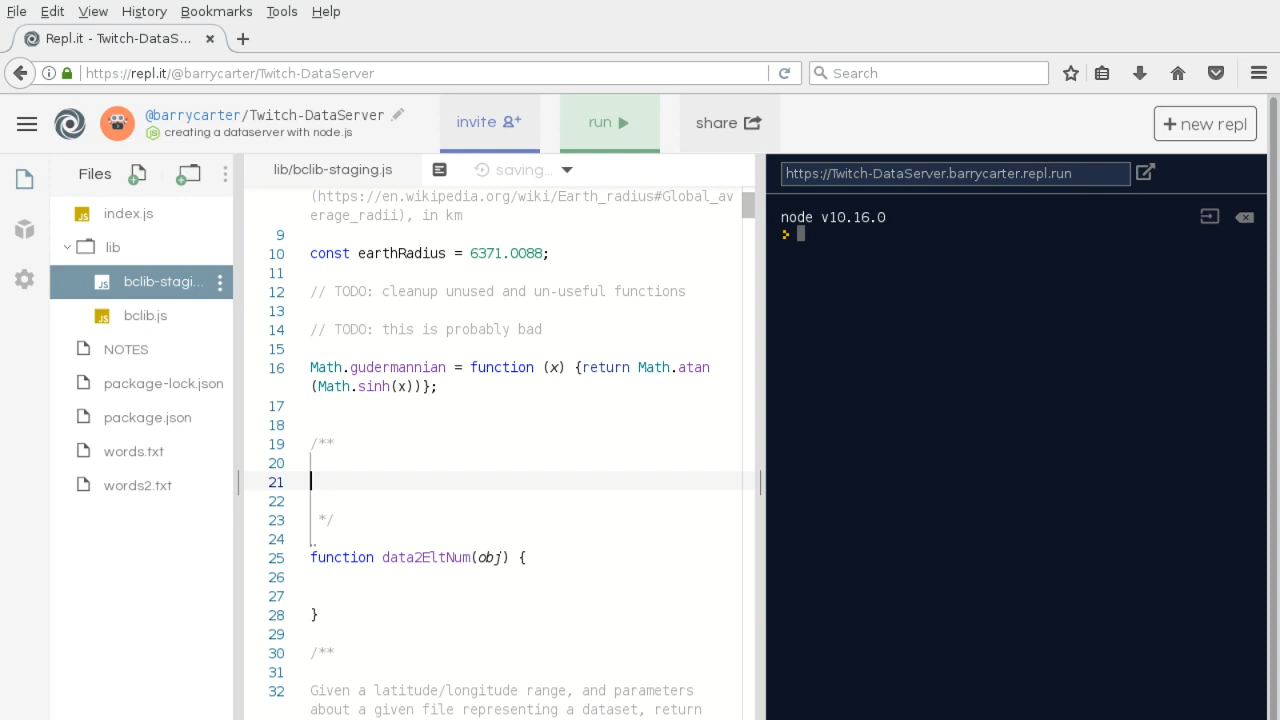 File Edit View History Bookmarks Tools Help
Repl.it - Twitch-DataS... × +
https://repl.it/@barrycarter/Twitch-DataServer
Search
@barrycarter/Twitch-DataServer
creating a dataserver with node.js
invite
run
share
+ new repl
Files
index.js
lib
bclib-stagi...
bclib.js
NOTES
package-lock.json
package.json
words.txt
words2.txt
lib/bclib-staging.js
saving...
(https://en.wikipedia.org/wiki/Earth_radius#Global_av
erage_radii), in km
9
10 const earthRadius = 6371.0088;
11
12 // TODO: cleanup unused and un-useful functions
13
14 // TODO: this is probably bad
15
16 Math.gudermannian = function (x) {return Math.atan
(Math.sinh(x))};
17
18
19 /**
20
21
22
23 */
24
25 function data2EltNum(obj) {
26
27
28 }
29
30 /**
31
32 Given a latitude/longitude range, and parameters
about a given file representing a dataset, return
https://Twitch-DataServer.barrycarter.repl.run
node v10.16.0